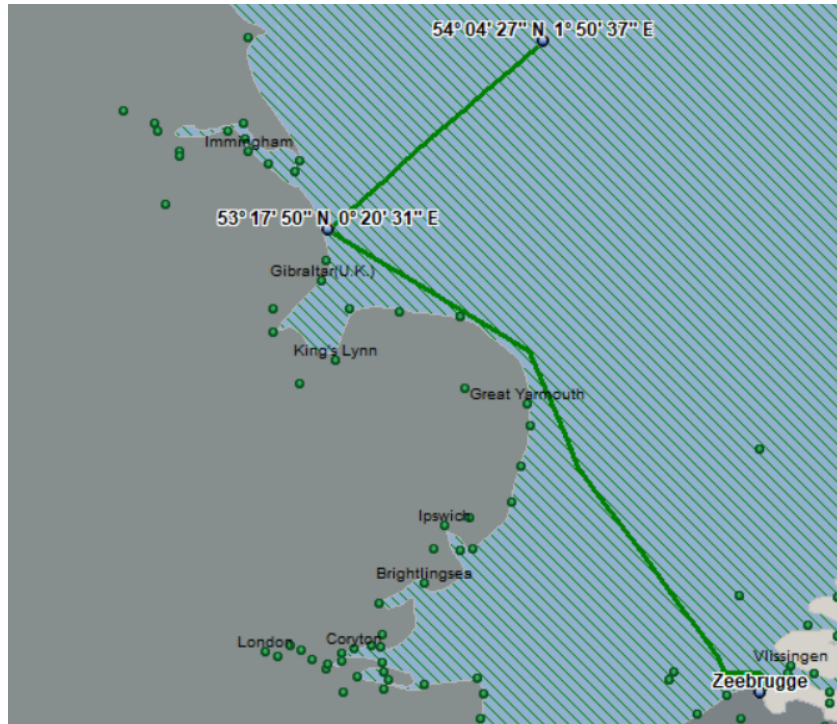 54° 04' 27" N 1° 50' 37" E
Immingham
53° 17' 50" N 0° 20' 31" E
Gibraltar(U.K.)
King's Lynn
Great Yarmouth
Ipswich
Brightlingsea
London
Coryton
Vlissingen
Zeebrugge